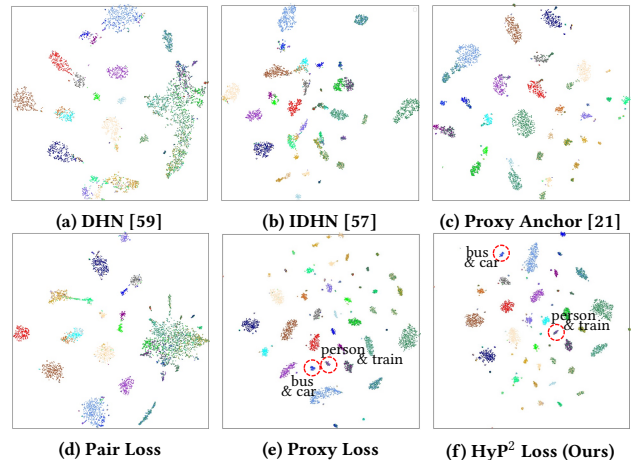 (a) DHN [59]
(b) IDHN [57]
(c) Proxy Anchor [21]
bus
& car
person
& train
person
& train
bus
& car
(d) Pair Loss
(e) Proxy Loss
(f) HyP² Loss (Ours)